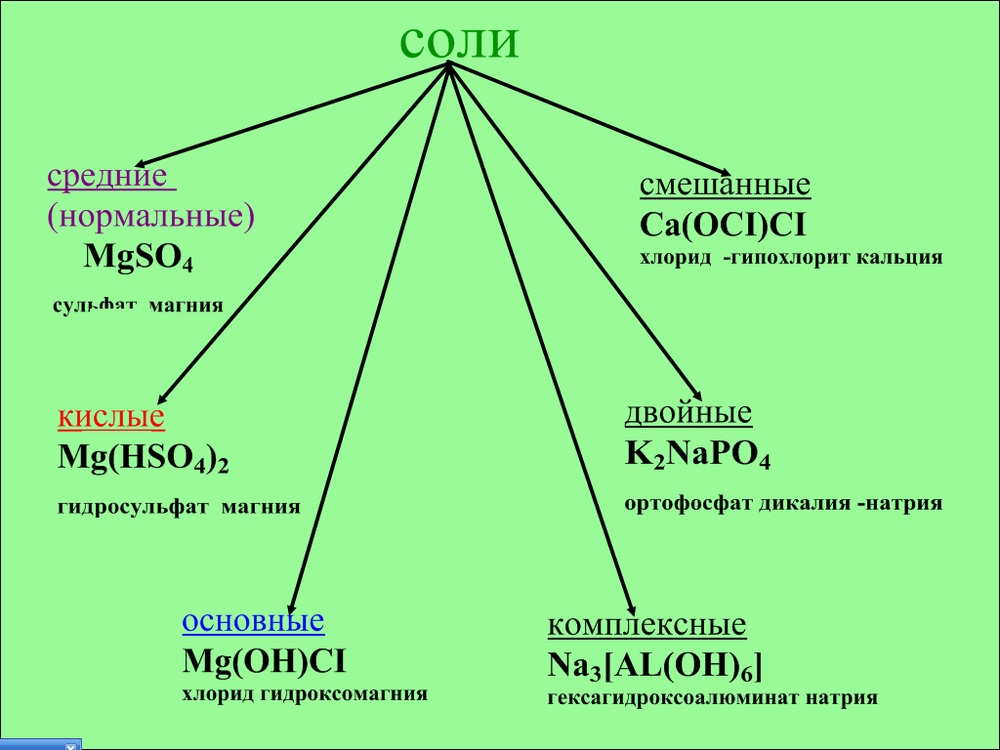 соли
средние
(нормальные)
MgSO₄
сульфат магния
смешанные
Ca(OCI)CI
хлорид -гипохлорит кальция
кислые
Mg(HSO₄)₂
гидросульфат магния
двойные
K₂NaPO₄
ортофосфат дикалия -натрия
основные
Mg(OH)CI
хлорид гидроксомагния
комплексные
Na₃[AL(OH)₆]
гексагидроксоалюминат натрия